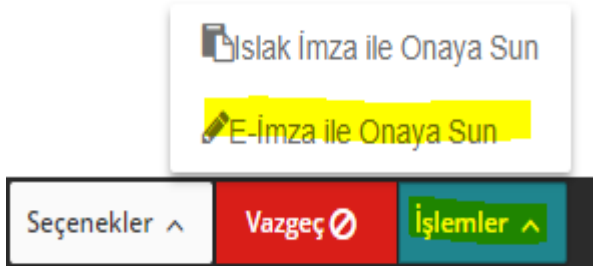 Islak İmza ile Onaya Sun
E-İmza ile Onaya Sun
Seçenekler Vazgeç İşlemler